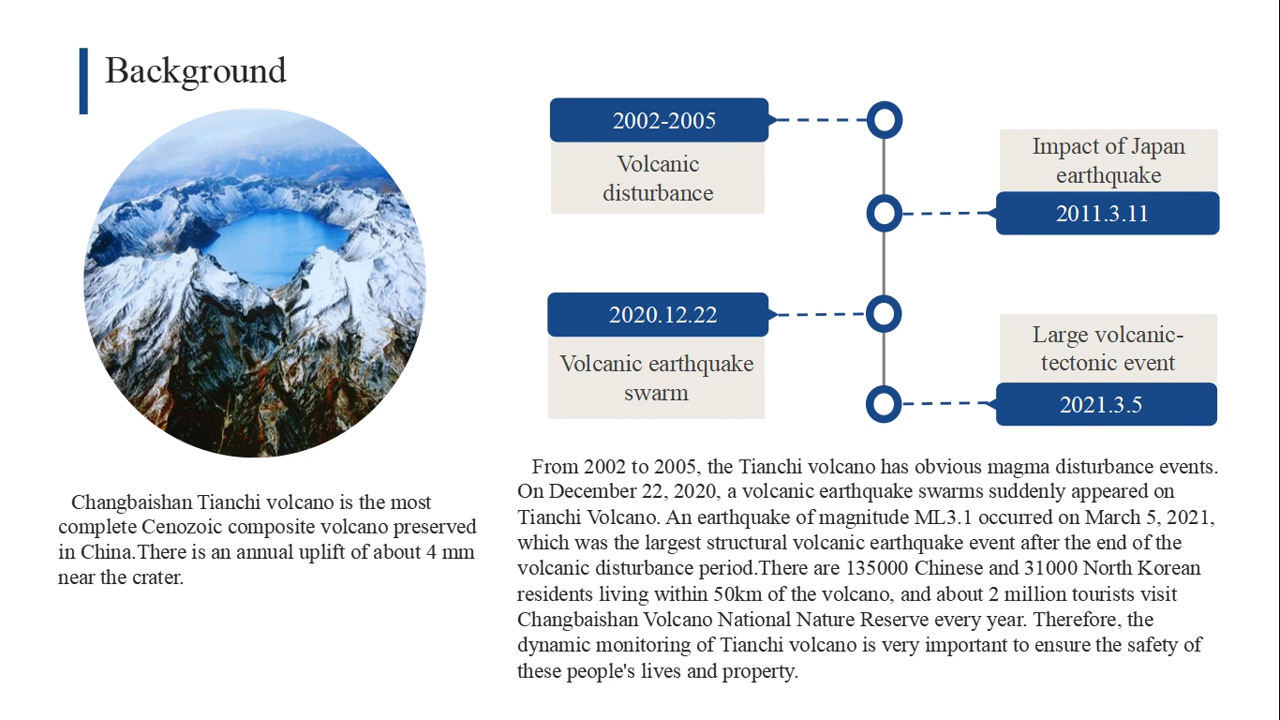 Background
2002-2005
Volcanic
disturbance
Impact of Japan
earthquake
2011.3.11
2020.12.22
Volcanic earthquake
swarm
Large volcanic-
tectonic event
2021.3.5
Changbaishan Tianchi volcano is the most
complete Cenozoic composite volcano preserved
in China.There is an annual uplift of about 4 mm
near the crater.
From 2002 to 2005, the Tianchi volcano has obvious magma disturbance events.
On December 22, 2020, a volcanic earthquake swarms suddenly appeared on
Tianchi Volcano. An earthquake of magnitude ML3.1 occurred on March 5, 2021,
which was the largest structural volcanic earthquake event after the end of the
volcanic disturbance period.There are 135000 Chinese and 31000 North Korean
residents living within 50km of the volcano, and about 2 million tourists visit
Changbaishan Volcano National Nature Reserve every year. Therefore, the
dynamic monitoring of Tianchi volcano is very important to ensure the safety of
these people's lives and property.